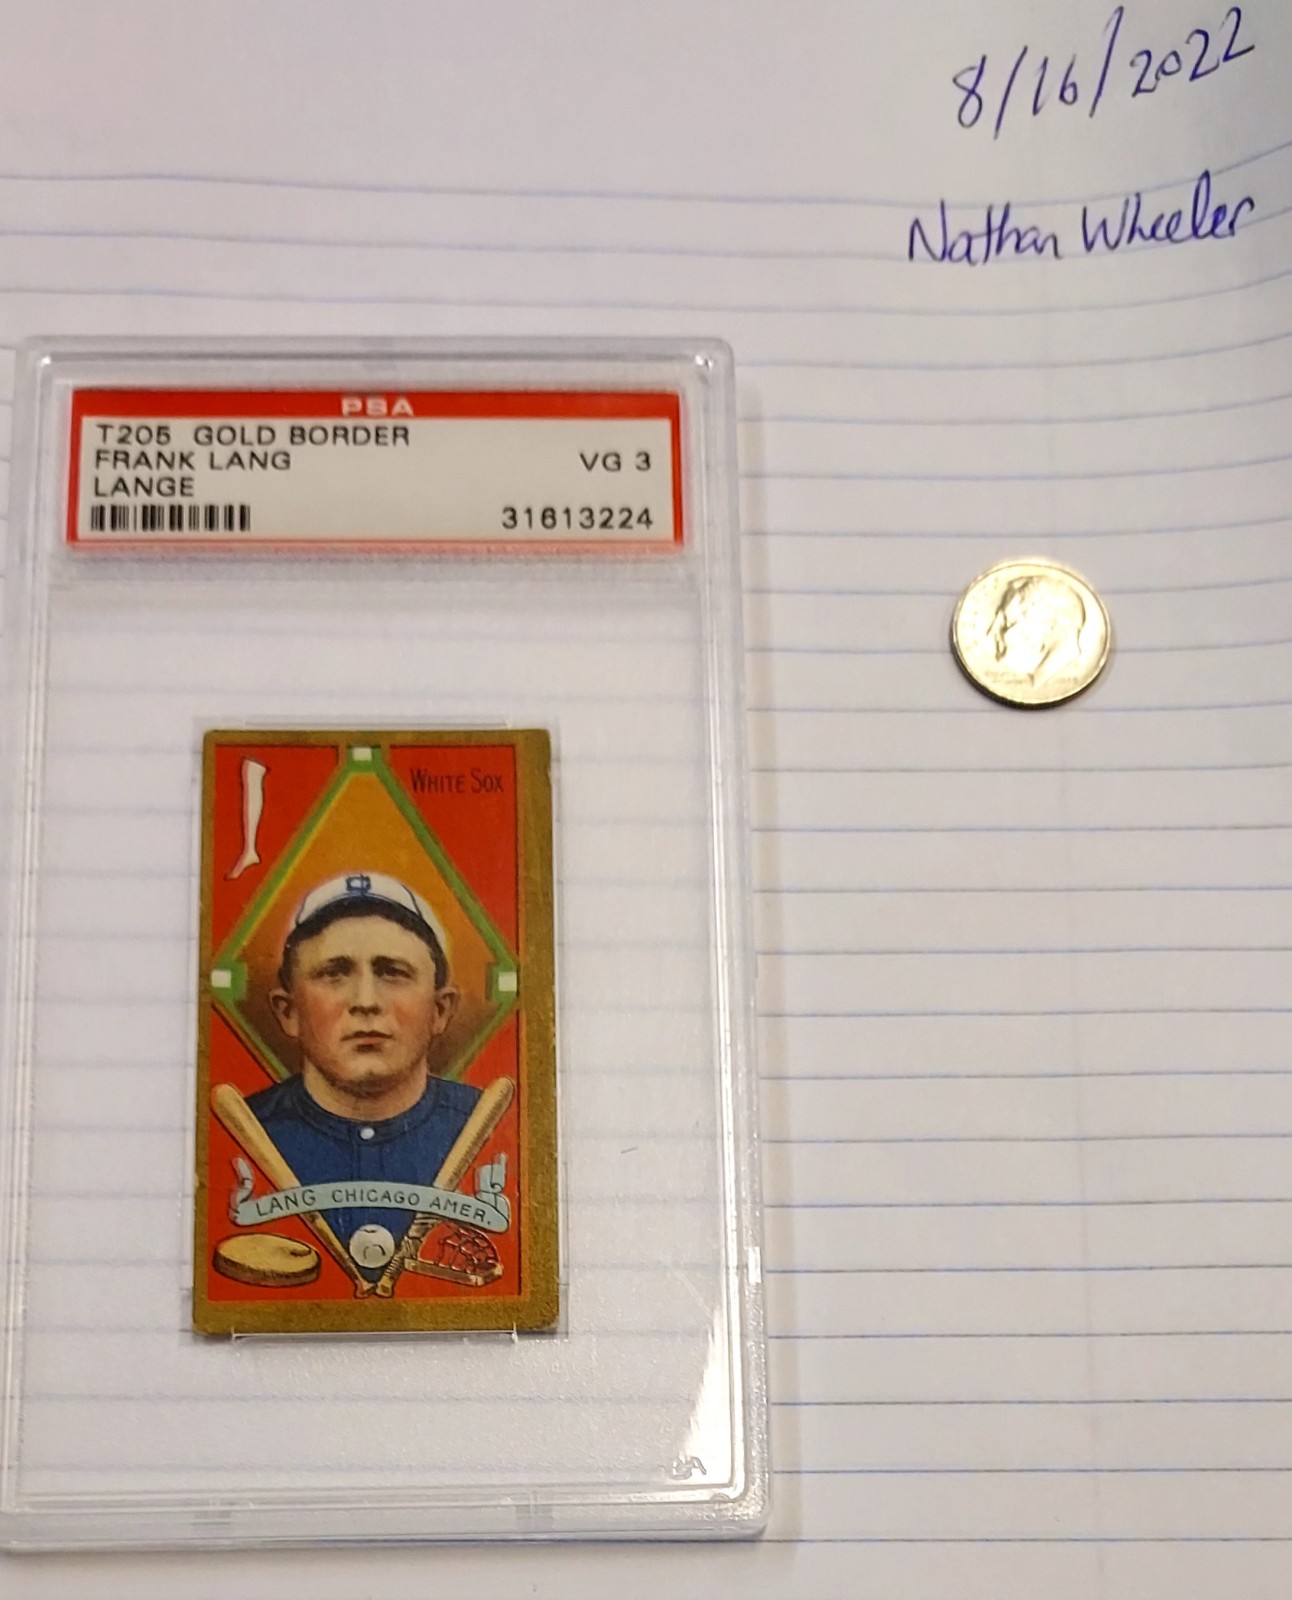 8/16/2022
Nathan Wheeler
PSA
T205 GOLD BORDER
FRANK LANG VG 3
LANGE
31613224
WHITE SOX
LANG CHICAGO AMER.